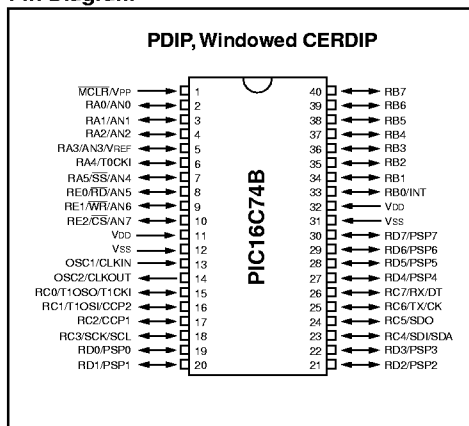 Pin Diagram
PDIP, Windowed CERDIP
MCLR/VPP 1 40 RB7
RA0/AN0 2 39 RB6
RA1/AN1 3 38 RB5
RA2/AN2 4 37 RB4
RA3/AN3/VREF 5 36 RB3
RA4/T0CKI 6 35 RB2
RA5/SS/AN4 7 34 RB1
RE0/RD/AN5 8 33 RB0/INT
RE1/WR/AN6 9 32 VDD
RE2/CS/AN7 10 31 VSS
VDD 11 30 RD7/PSP7
VSS 12 29 RD6/PSP6
OSC1/CLKIN 13 28 RD5/PSP5
OSC2/CLKOUT 14 27 RD4/PSP4
RC0/T1OSO/T1CKI 15 26 RC7/RX/DT
RC1/T1OSI/CCP2 16 25 RC6/TX/CK
RC2/CCP1 17 24 RC5/SDO
RC3/SCK/SCL 18 23 RC4/SDI/SDA
RD0/PSP0 19 22 RD3/PSP3
RD1/PSP1 20 21 RD2/PSP2
PIC16C74B